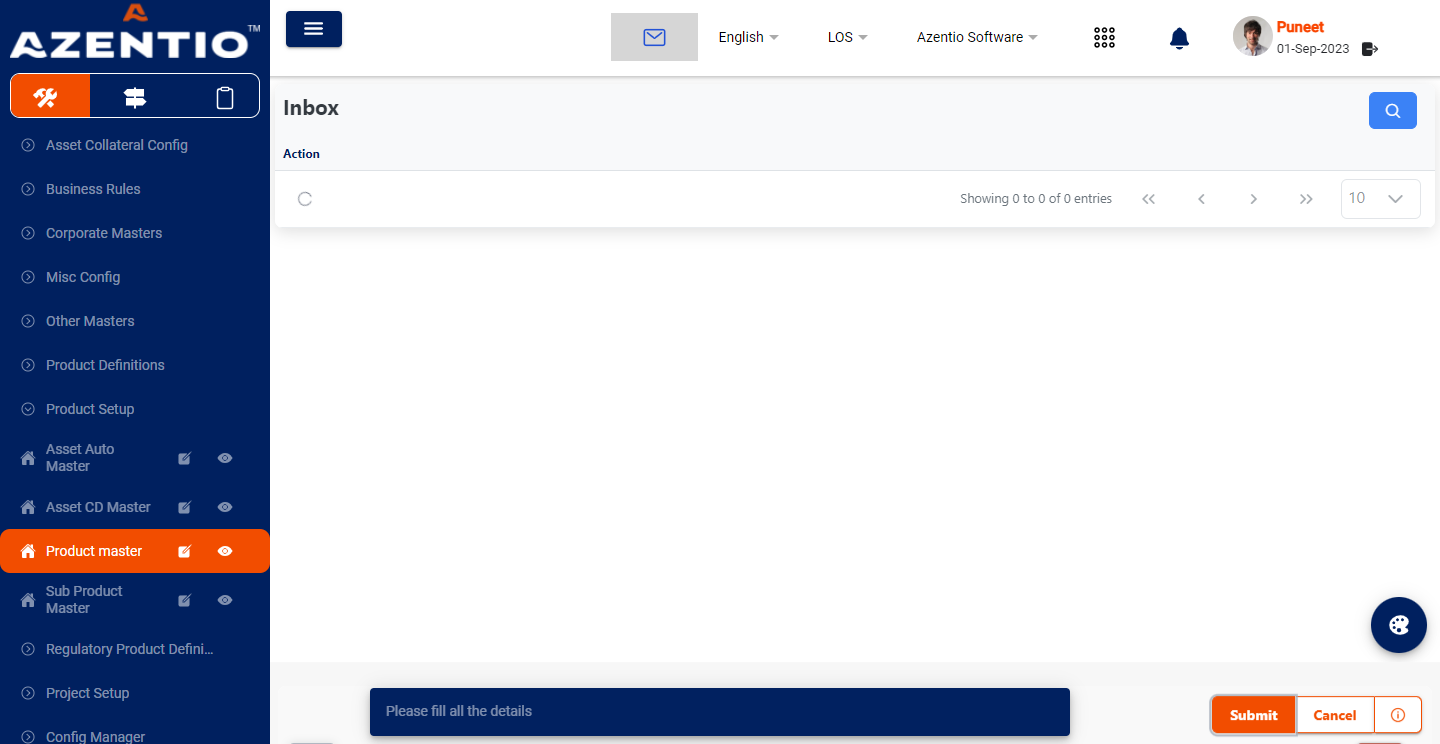 AZENTIO™
English
LOS
Azentio Software
Puneet
01-Sep-2023
Asset Collateral Config
Business Rules
Corporate Masters
Misc Config
Other Masters
Product Definitions
Product Setup
Asset Auto
Master
Asset CD Master
Product master
Sub Product
Master
Regulatory Product Defini...
Project Setup
Config Manager
Inbox
Action
Showing 0 to 0 of 0 entries
10
Please fill all the details
Submit
Cancel